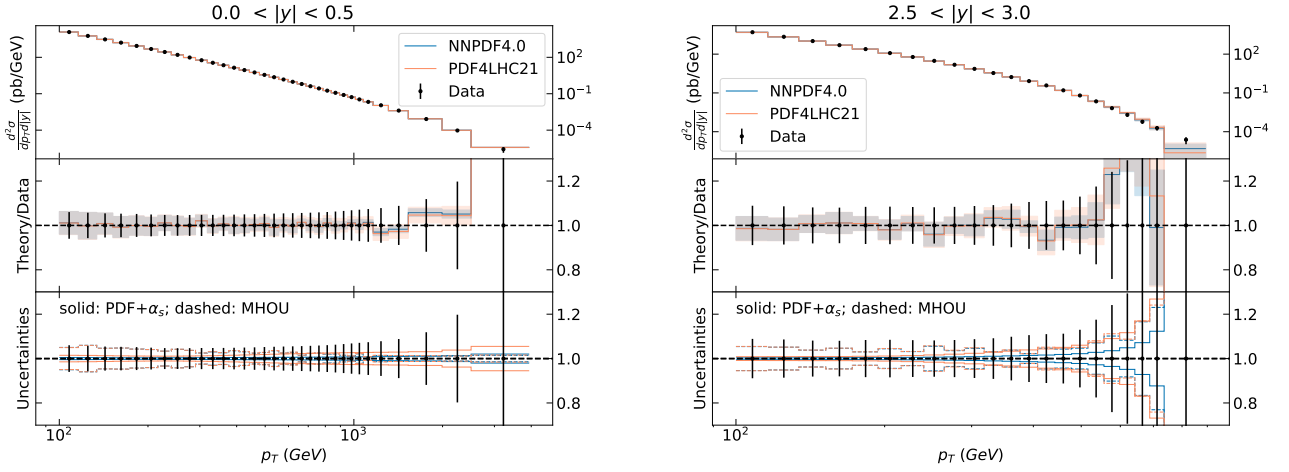 0.0 < |y| < 0.5
d²σ/dp_Td|y| (pb/GeV)
NNPDF4.0
PDF4LHC21
Data
10²
10⁻¹
10⁻⁴
Theory/Data
1.2
1.0
0.8
Uncertainties
solid: PDF+α_s; dashed: MHOU
1.2
1.0
0.8
10²
10³
p_T (GeV)
2.5 < |y| < 3.0
d²σ/dp_Td|y| (pb/GeV)
NNPDF4.0
PDF4LHC21
Data
10²
10⁻¹
10⁻⁴
Theory/Data
1.2
1.0
0.8
Uncertainties
solid: PDF+α_s; dashed: MHOU
1.2
1.0
0.8
10²
p_T (GeV)